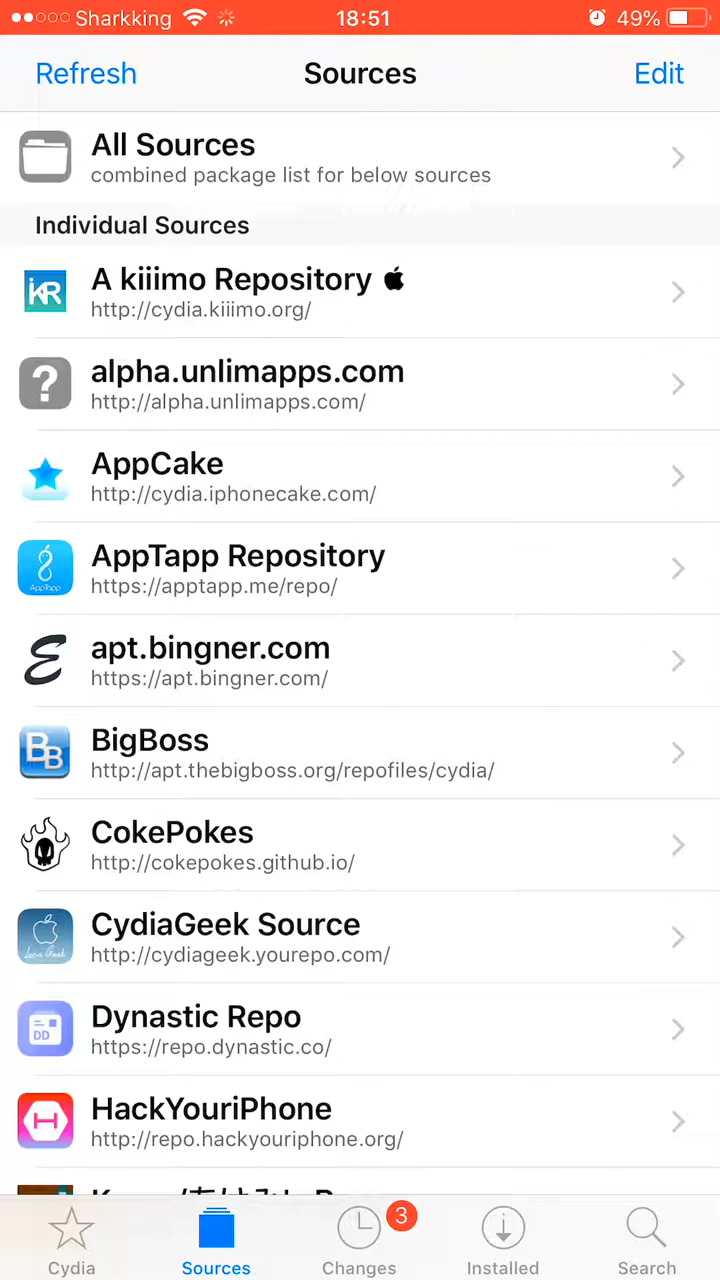 Sharkking 18:51 49%
Refresh Sources Edit
All Sources
combined package list for below sources
Individual Sources
A kiiimo Repository
http://cydia.kiiimo.org/
alpha.unlimapps.com
http://alpha.unlimapps.com/
AppCake
http://cydia.iphonecake.com/
AppTapp
AppTapp Repository
https://apptapp.me/repo/
apt.bingner.com
https://apt.bingner.com/
BB
BigBoss
http://apt.thebigboss.org/repofiles/cydia/
CokePokes
http://cokepokes.github.io/
CydiaGeek Source
http://cydiageek.yourepo.com/
DD
Dynastic Repo
https://repo.dynastic.co/
HackYouriPhone
http://repo.hackyouriphone.org/
3
Cydia Sources Changes Installed Search